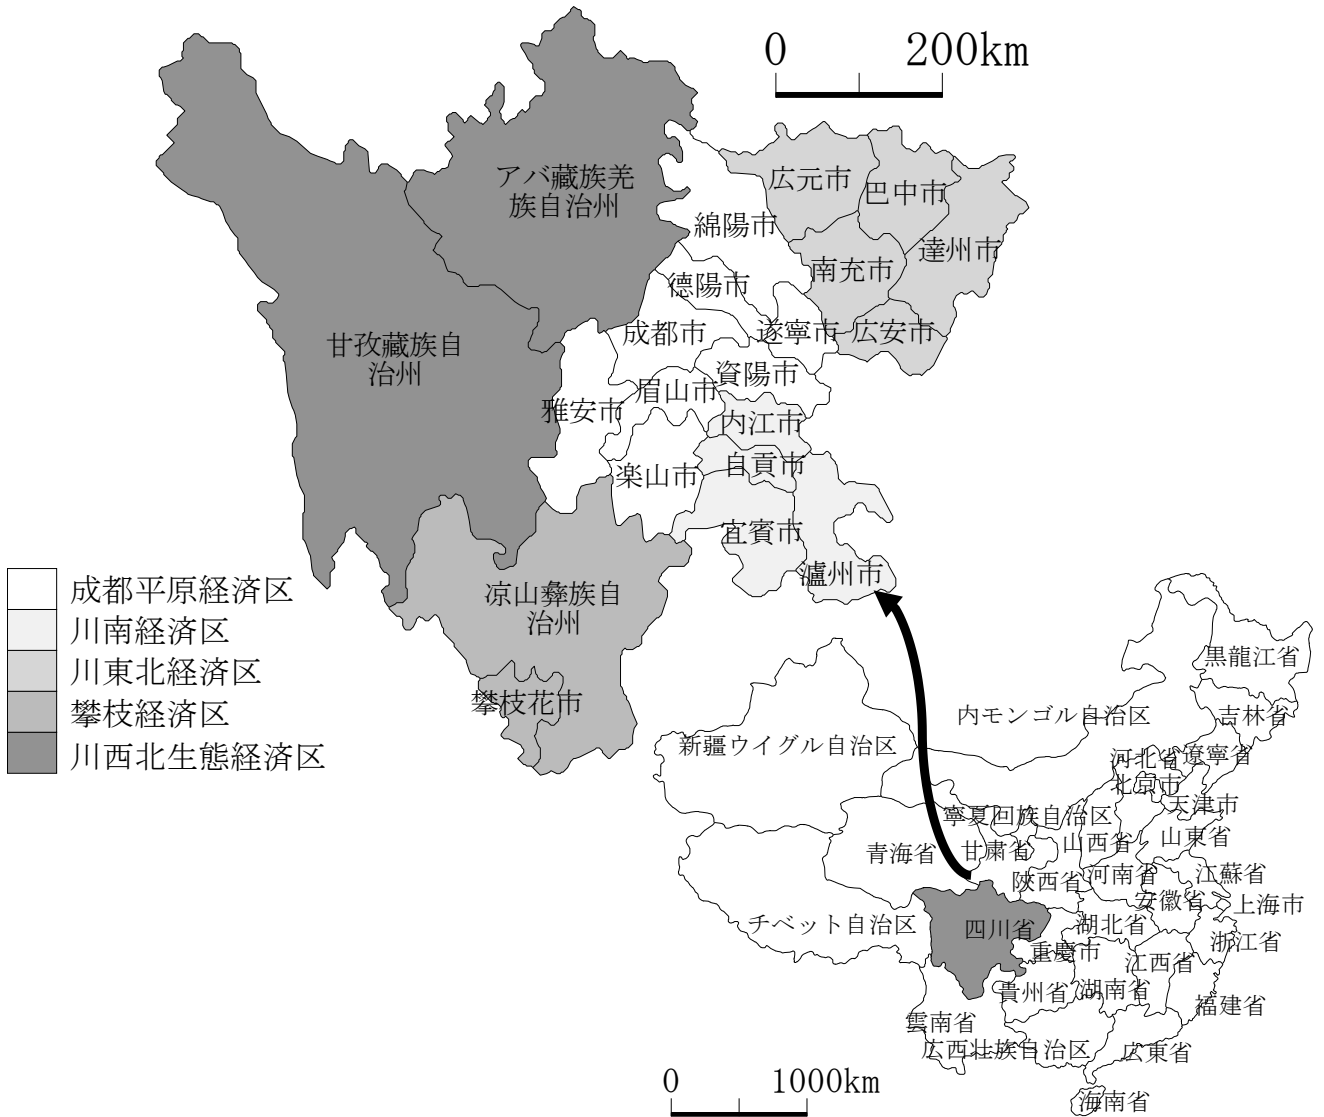 0 200km
アバ藏族羌
族自治州
広元市
巴中市
綿陽市
達州市
南充市
徳陽市
成都市
遂寧市
広安市
甘孜藏族自
治州
資陽市
眉山市
雅安市
内江市
自貢市
楽山市
宜賓市
瀘州市
凉山彝族自
治州
攀枝花市
成都平原経済区
川南経済区
川東北経済区
攀枝経済区
川西北生態経済区
黒龍江省
内モンゴル自治区
吉林省
新疆ウイグル自治区
河北省
遼寧省
北京市
天津市
寧夏回族自治区
山西省
山東省
青海省
甘粛省
陝西省
河南省
江蘇省
安徽省
上海市
チベット自治区
四川省
湖北省
浙江省
重慶市
江西省
貴州省
湖南省
福建省
雲南省
広西壮族自治区
広東省
0 1000km
海南省